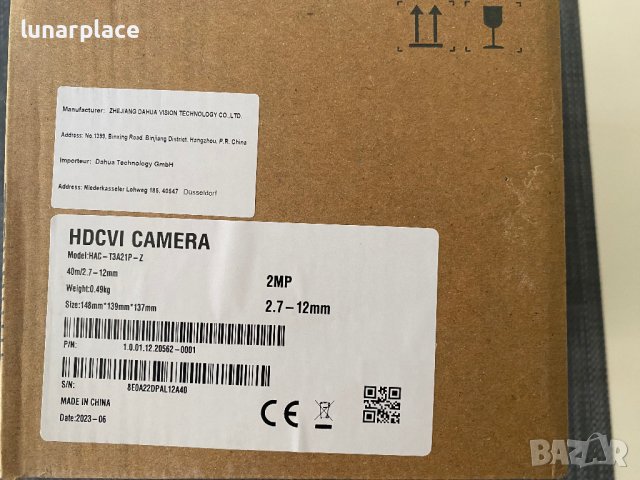 lunarplace
Manufacturer: ZHEJIANG DAHUA VISION TECHNOLOGY CO.,LTD.
Address: No.1399, Binxing Road, Binjiang District, Hangzhou, P.R. China
Importeur: Dahua Technology GmbH
Address: Niederkasseler Lohweg 185, 40547 Düsseldorf
HDCVI CAMERA
Model:HAC-T3A21P-Z
40m/2.7-12mm
2MP
Weight:0.49kg
2.7-12mm
Size:148mm*139mm*137mm
P/N: 1.0.01.12.20562-0001
S/N: 8E0A22DPAL12A40
MADE IN CHINA
CE
Date:2023-06
BAZAR